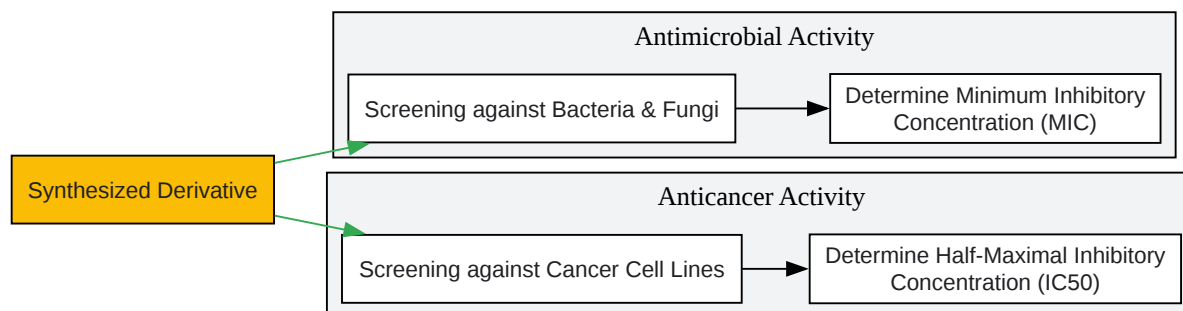 Antimicrobial Activity
Screening against Bacteria & Fungi
Determine Minimum Inhibitory
Concentration (MIC)
Synthesized Derivative
Anticancer Activity
Screening against Cancer Cell Lines
Determine Half-Maximal Inhibitory
Concentration (IC50)